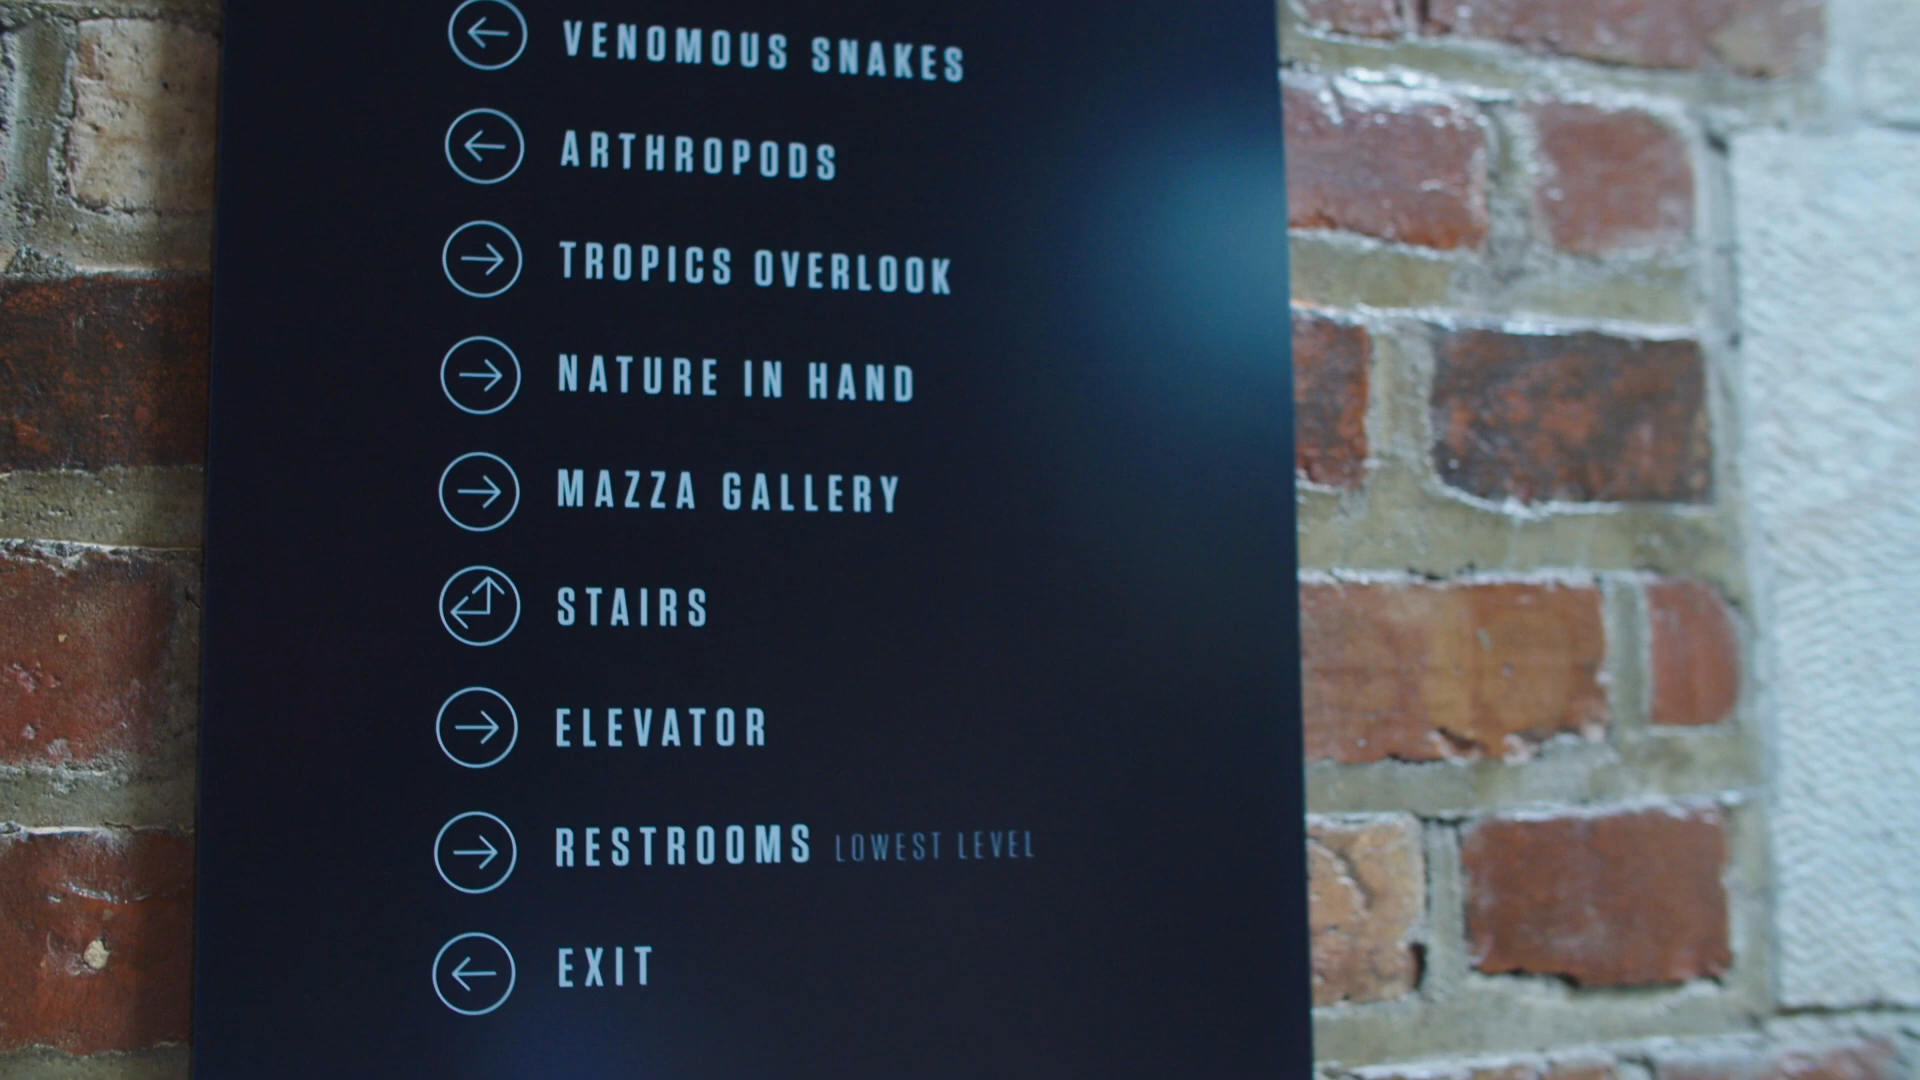 VENOMOUS SNAKES
ARTHROPODS
TROPICS OVERLOOK
NATURE IN HAND
MAZZA GALLERY
STAIRS
ELEVATOR
RESTROOMS LOWEST LEVEL
EXIT